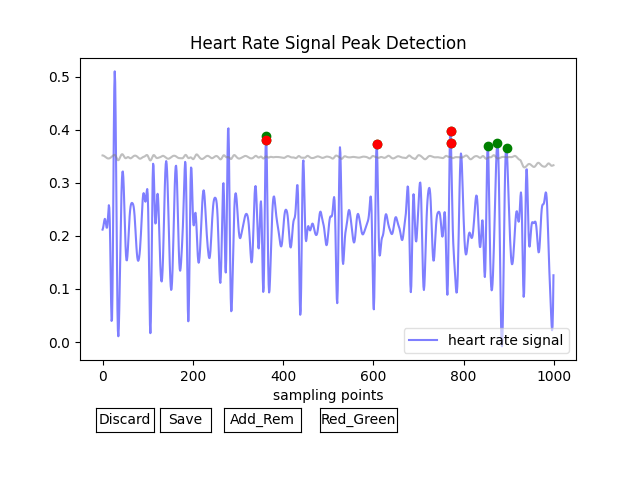 Heart Rate Signal Peak Detection
0.5
0.4
0.3
0.2
0.1
0.0
heart rate signal
0 200 400 600 800 1000
sampling points
Discard Save Add_Rem Red_Green